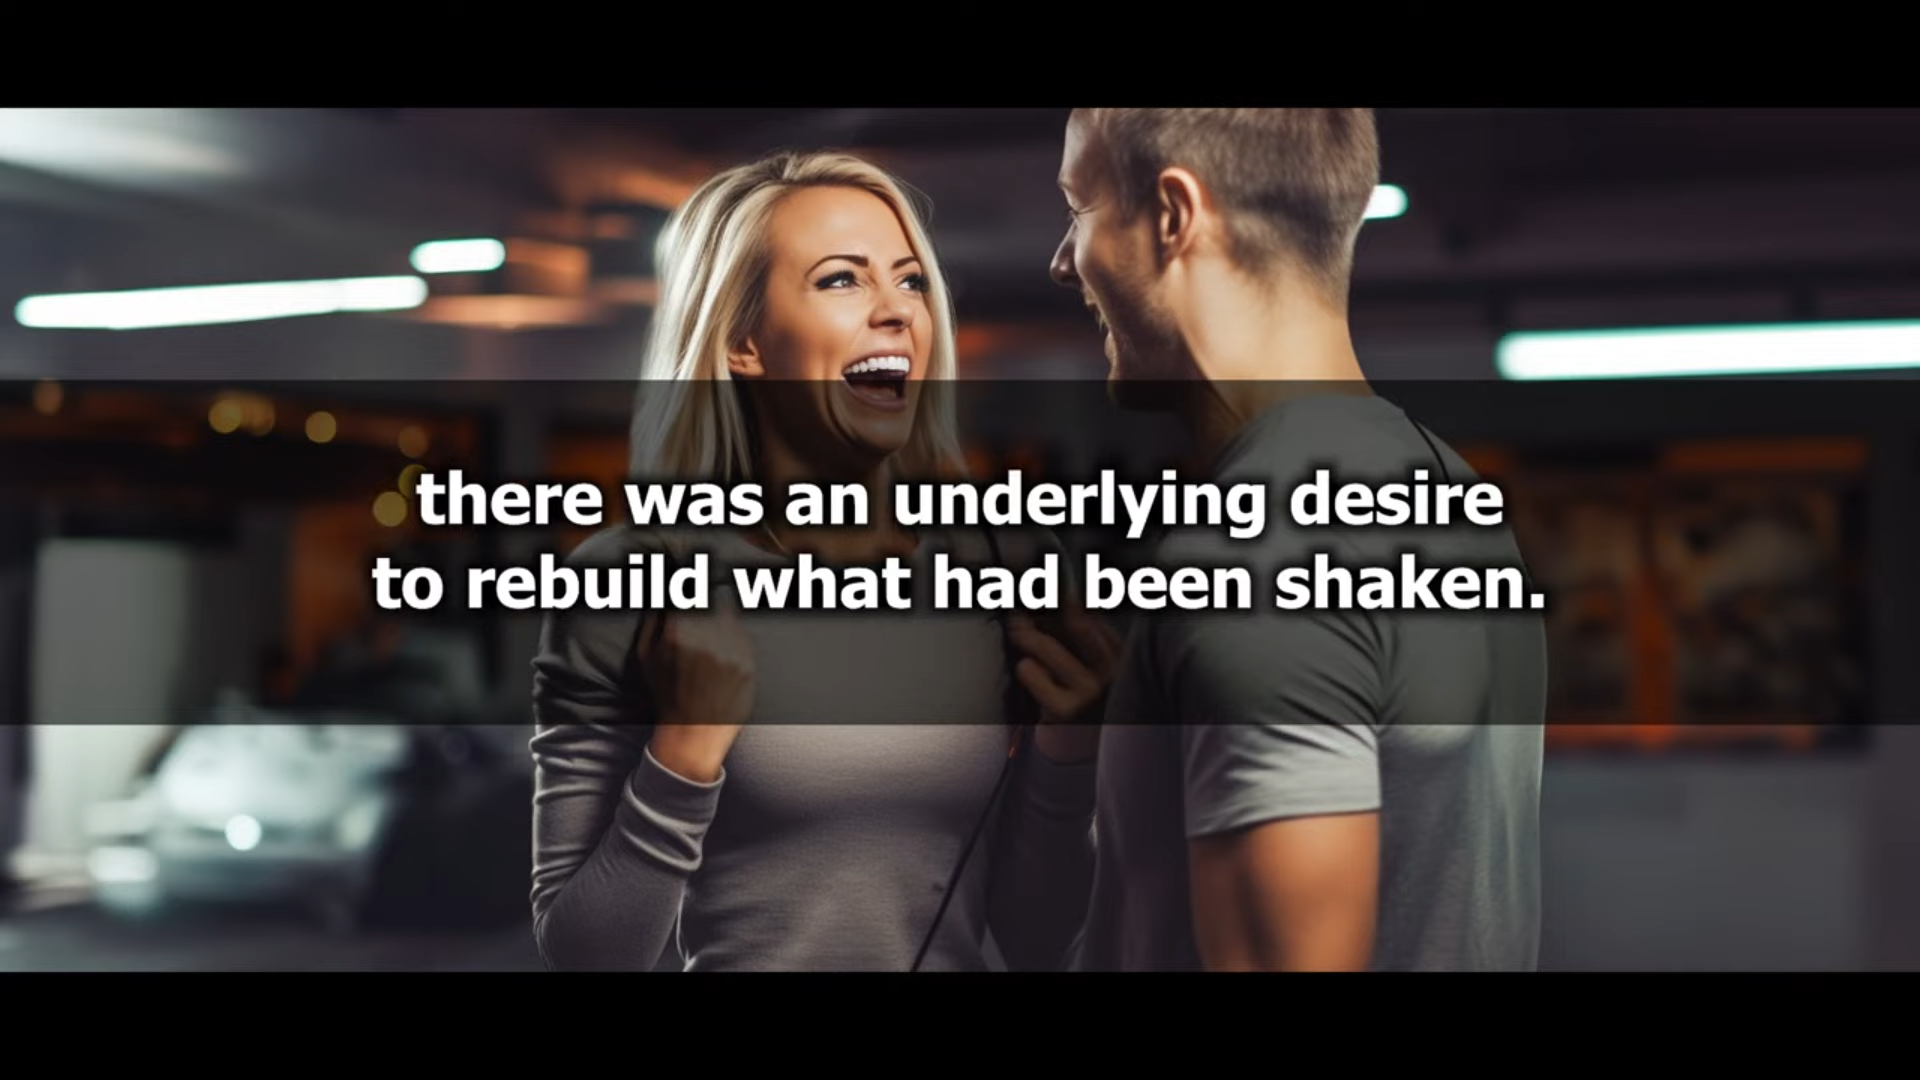 there was an underlying desire
to rebuild what had been shaken.